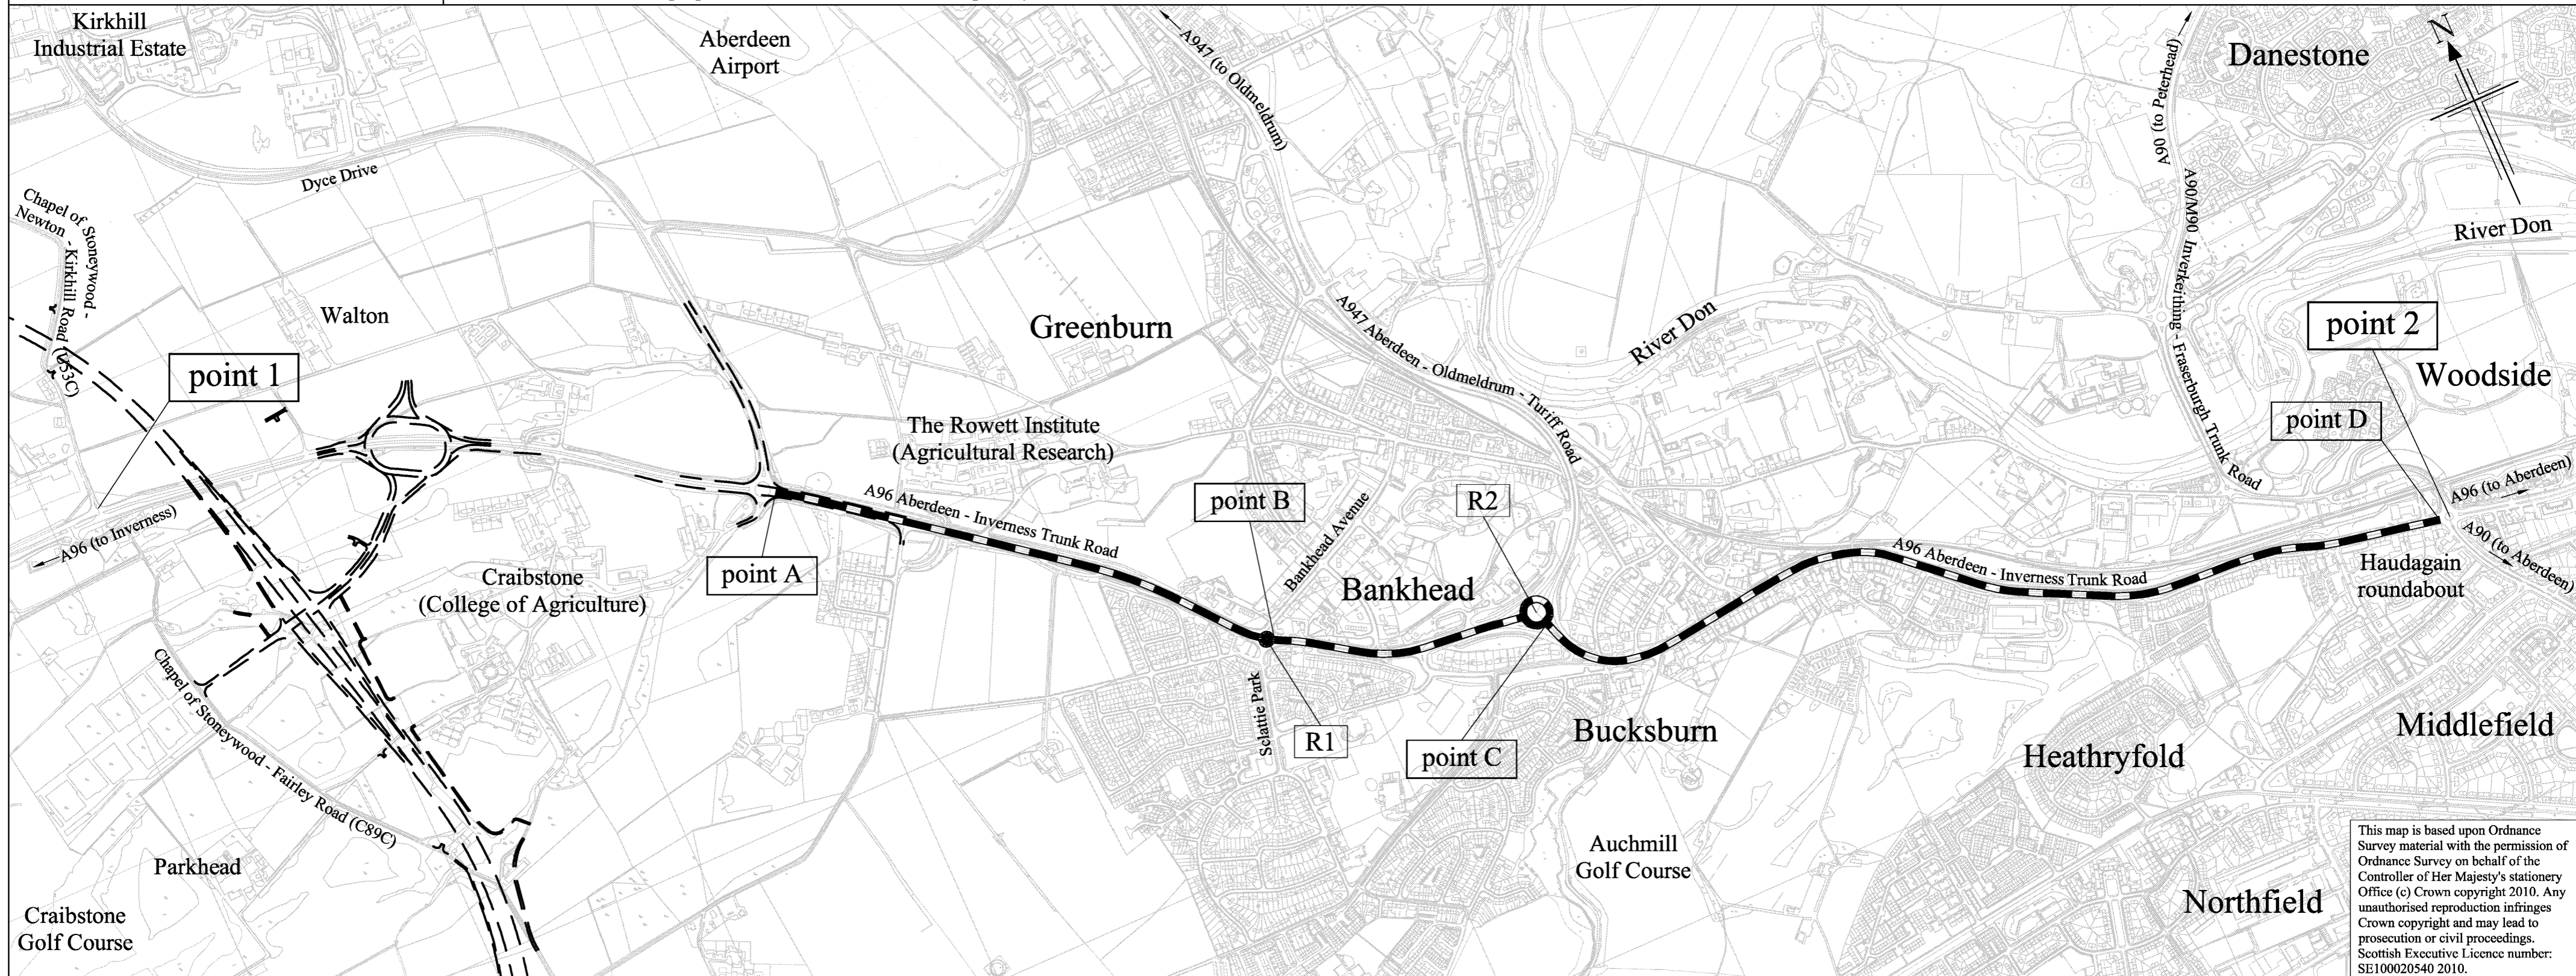 Kirkhill
Industrial Estate
Aberdeen
Airport
A947 (to Oldmeldrum)
A90 (to Peterhead)
Danestone
N
Dyce Drive
Chapel of Stoneywood -
Newton - Kirkhill Road (U53C)
A90/M90 Inverkeithing - Fraserburgh Trunk Road
River Don
Walton
Greenburn
A947 Aberdeen - Oldmeldrum - Turiff Road
River Don
point 2
Woodside
point 1
point D
The Rowett Institute
(Agricultural Research)
A96 (to Inverness)
A96 Aberdeen - Inverness Trunk Road
point B
Bankhead Avenue
R2
A96 (to Aberdeen)
A90 (to Aberdeen)
point A
Craibstone
(College of Agriculture)
Bankhead
A96 Aberdeen - Inverness Trunk Road
Haudagain
roundabout
Chapel of Stoneywood - Fairley Road (C89C)
Sclattie Park
R1
point C
Bucksburn
Heathryfold
Middlefield
Parkhead
Auchmill
Golf Course
Craibstone
Golf Course
Northfield
This map is based upon Ordnance
Survey material with the permission of
Ordnance Survey on behalf of the
Controller of Her Majesty's stationery
Office (c) Crown copyright 2010. Any
unauthorised reproduction infringes
Crown copyright and may lead to
prosecution or civil proceedings.
Scottish Executive Licence number:
SE100020540 2010.